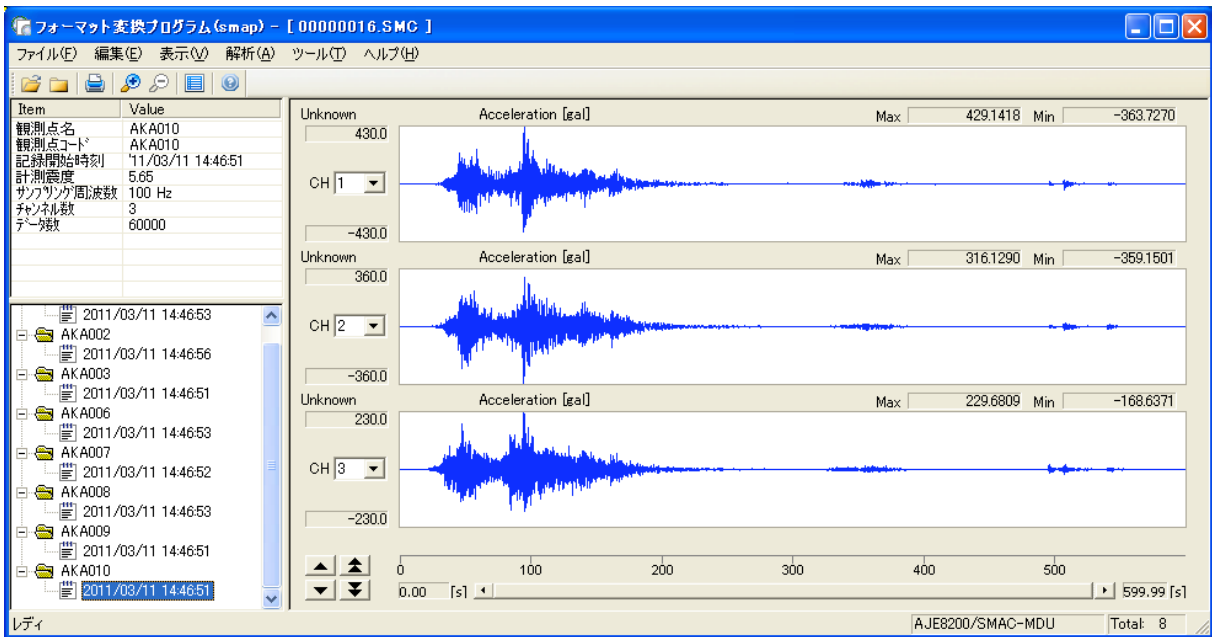 フォーマット変換プログラム(smap) - [ 00000016.SMC ]
ファイル(F) 編集(E) 表示(V) 解析(A) ツール(T) ヘルプ(H)
Item Value
観測点名 AKA010
観測点コード AKA010
記録開始時刻 '11/03/11 14:46:51
計測震度 5.65
サンプリング周波数 100 Hz
チャンネル数 3
データ数 60000
2011/03/11 14:46:53
AKA002
2011/03/11 14:46:56
AKA003
2011/03/11 14:46:51
AKA006
2011/03/11 14:46:53
AKA007
2011/03/11 14:46:52
AKA008
2011/03/11 14:46:53
AKA009
2011/03/11 14:46:51
AKA010
2011/03/11 14:46:51
Unknown Acceleration [gal] Max 429.1418 Min -363.7270
430.0
CH 1
-430.0
Unknown Acceleration [gal] Max 316.1290 Min -359.1501
360.0
CH 2
-360.0
Unknown Acceleration [gal] Max 229.6809 Min -168.6371
230.0
CH 3
-230.0
0 100 200 300 400 500
0.00 [s] 599.99 [s]
レディ AJE8200/SMAC-MDU Total: 8